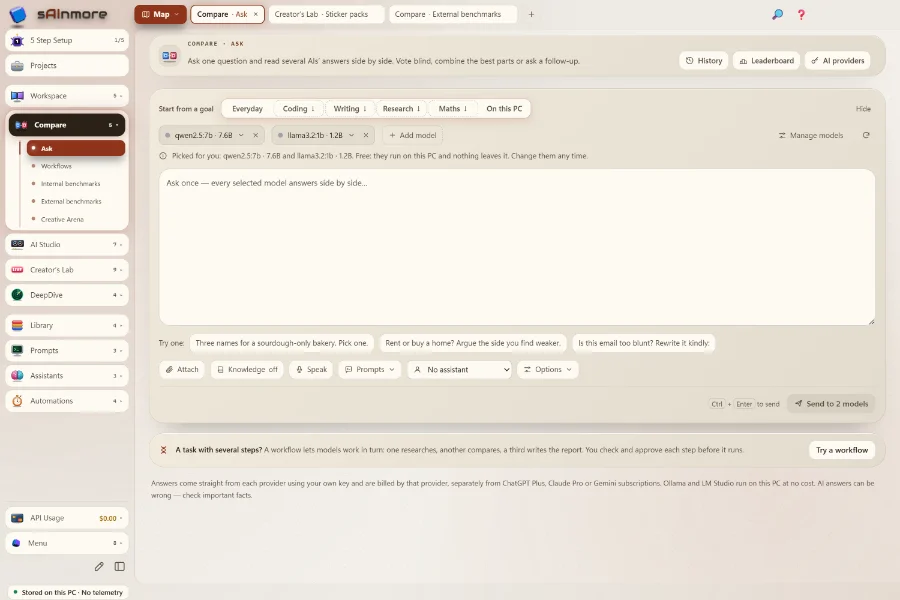 sAInmore
Map
Compare · Ask ×
Creator's Lab · Sticker packs
Compare · External benchmarks
+
5 Step Setup 1/5
Projects
Workspace
Compare 5
Ask
Workflows
Internal benchmarks
External benchmarks
Creative Arena
AI Studio
Creator's Lab
DeepDive 4
Library 4
Prompts 3
Assistants 3
Automations 4
API Usage $0.00
Menu 8
Stored on this PC · No telemetry
COMPARE · ASK
Ask one question and read several AIs' answers side by side. Vote blind, combine the best parts or ask a follow-up.
History
Leaderboard
AI providers
Start from a goal
Everyday
Coding ↓
Writing ↓
Research ↓
Maths ↓
On this PC
Hide
qwen2.5:7b · 7.6B ×
llama3.2:1b · 1.2B ×
+ Add model
Manage models
Picked for you: qwen2.5:7b · 7.6B and llama3.2:1b · 1.2B. Free: they run on this PC and nothing leaves it. Change them any time.
Ask once — every selected model answers side by side...
Try one:
Three names for a sourdough-only bakery. Pick one.
Rent or buy a home? Argue the side you find weaker.
Is this email too blunt? Rewrite it kindly:
Attach
Knowledge off
Speak
Prompts
No assistant
Options
Ctrl + Enter to send
Send to 2 models
A task with several steps? A workflow lets models work in turn: one researches, another compares, a third writes the report. You check and approve each step before it runs.
Try a workflow
Answers come straight from each provider using your own key and are billed by that provider, separately from ChatGPT Plus, Claude Pro or Gemini subscriptions. Ollama and LM Studio run on this PC at no cost. AI answers can be
wrong — check important facts.